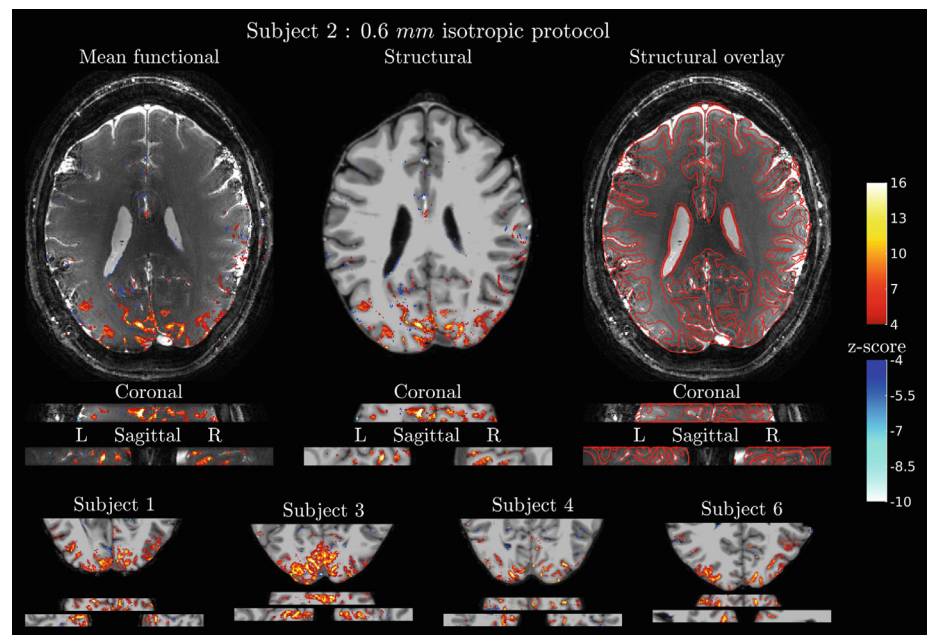 Subject 2 : 0.6 mm isotropic protocol
Mean functional
Structural
Structural overlay
16
13
10
7
4
z-score
-4
-5.5
-7
-8.5
-10
Coronal
Coronal
Coronal
L Sagittal R
L Sagittal R
L Sagittal R
Subject 1
Subject 3
Subject 4
Subject 6